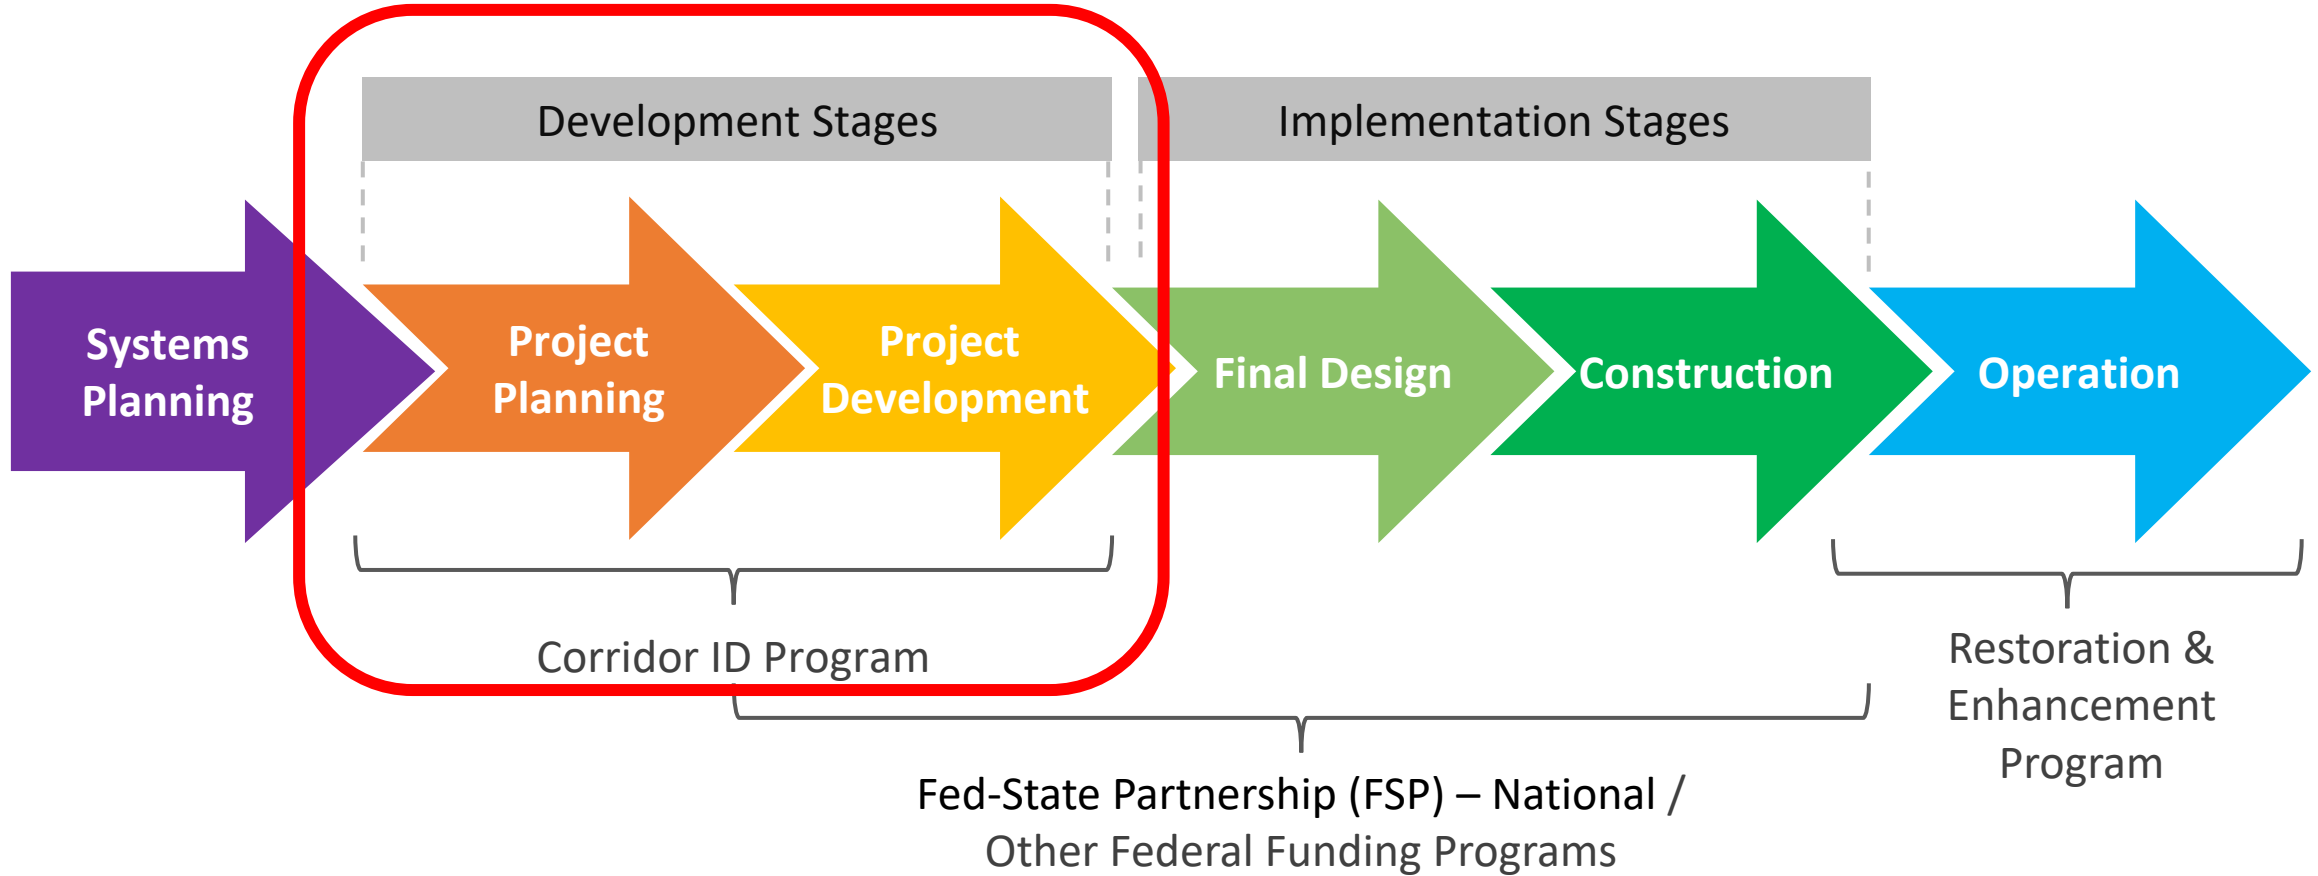 Development Stages
Implementation Stages
Systems
Planning
Project
Planning
Project
Development
Final Design
Construction
Operation
Corridor ID Program
Restoration &
Enhancement
Program
Fed-State Partnership (FSP) – National /
Other Federal Funding Programs